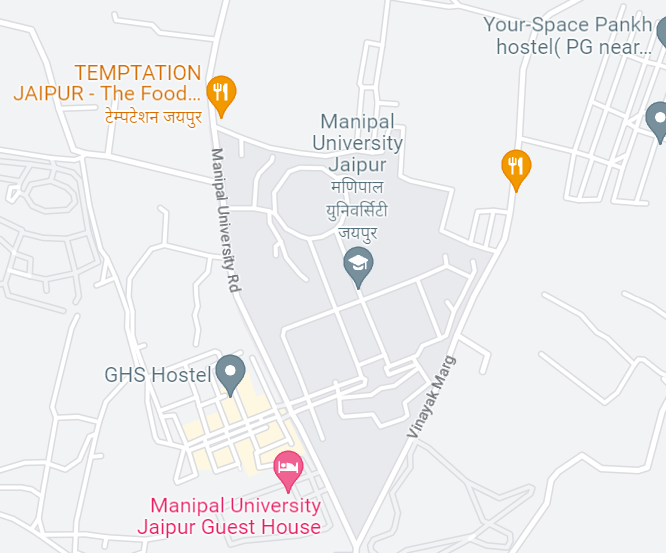 Your-Space Pankh
hostel( PG near...
TEMPTATION
JAIPUR - The Food...
टेम्पटेशन जयपुर
Manipal
University
Jaipur
मणिपाल
युनिवर्सिटी
जयपुर
Manipal University Rd
GHS Hostel
Vinayak Marg
Manipal University
Jaipur Guest House